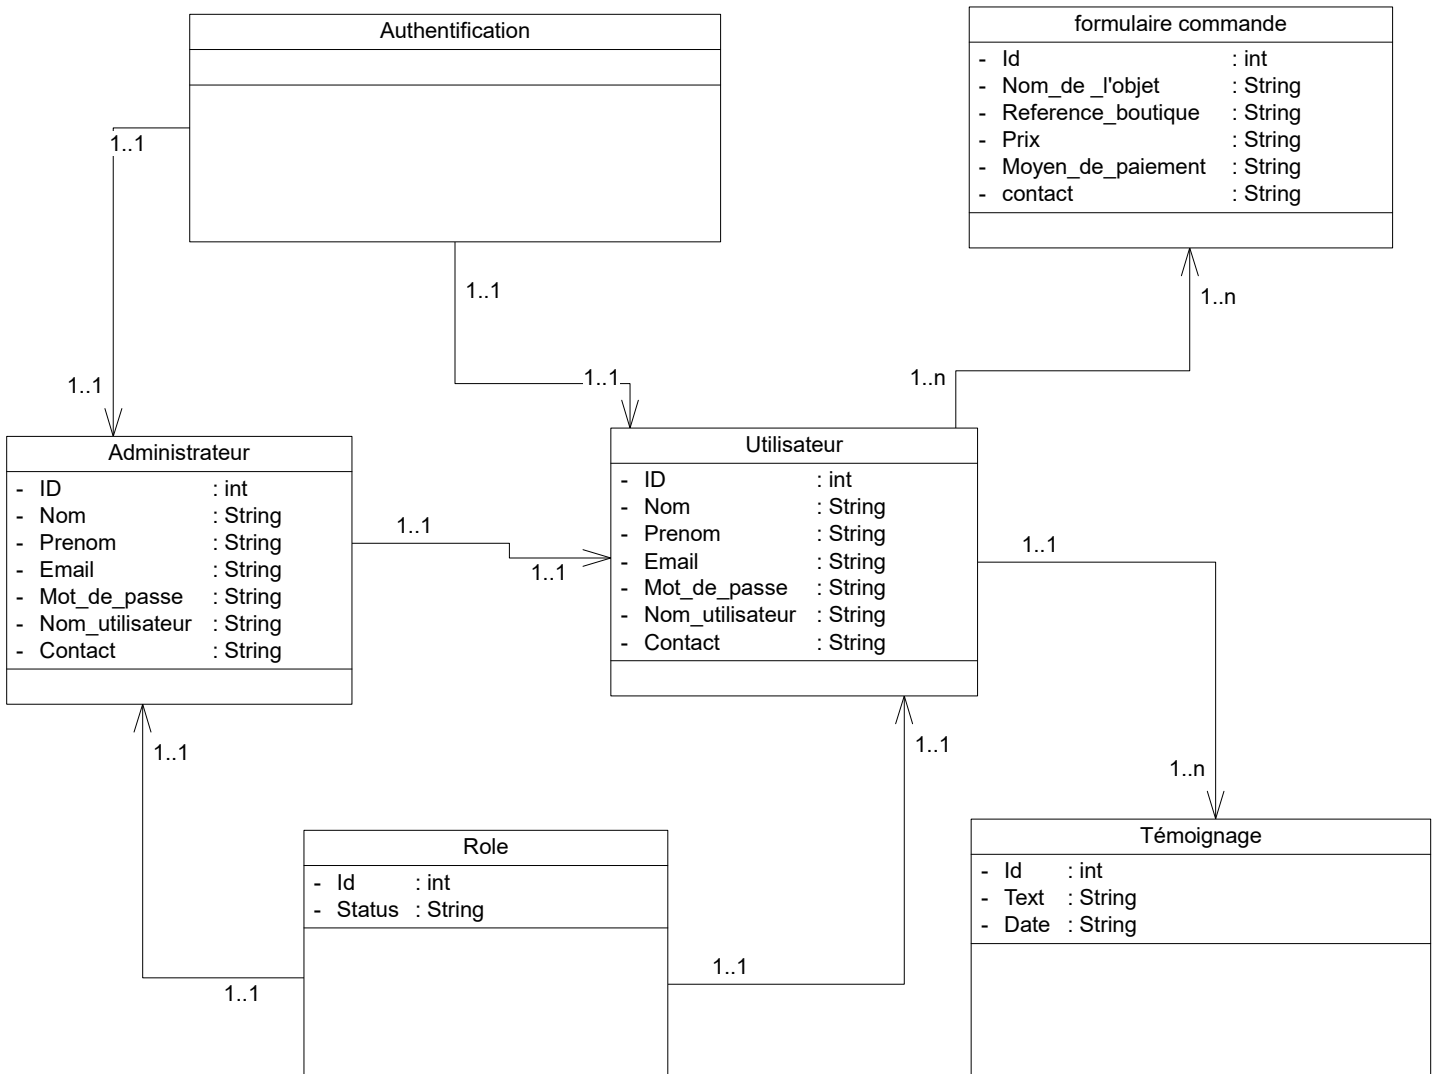 Authentification
1..1
1..1
1..1
1..1
formulaire commande
- Id : int
- Nom_de _l'objet : String
- Reference_boutique : String
- Prix : String
- Moyen_de_paiement : String
- contact : String
1..n
1..n
Administrateur
- ID : int
- Nom : String
- Prenom : String
- Email : String
- Mot_de_passe : String
- Nom_utilisateur : String
- Contact : String
1..1
1..1
Utilisateur
- ID : int
- Nom : String
- Prenom : String
- Email : String
- Mot_de_passe : String
- Nom_utilisateur : String
- Contact : String
1..1
1..n
1..1
1..1
Role
- Id : int
- Status : String
1..1
1..1
Témoignage
- Id : int
- Text : String
- Date : String